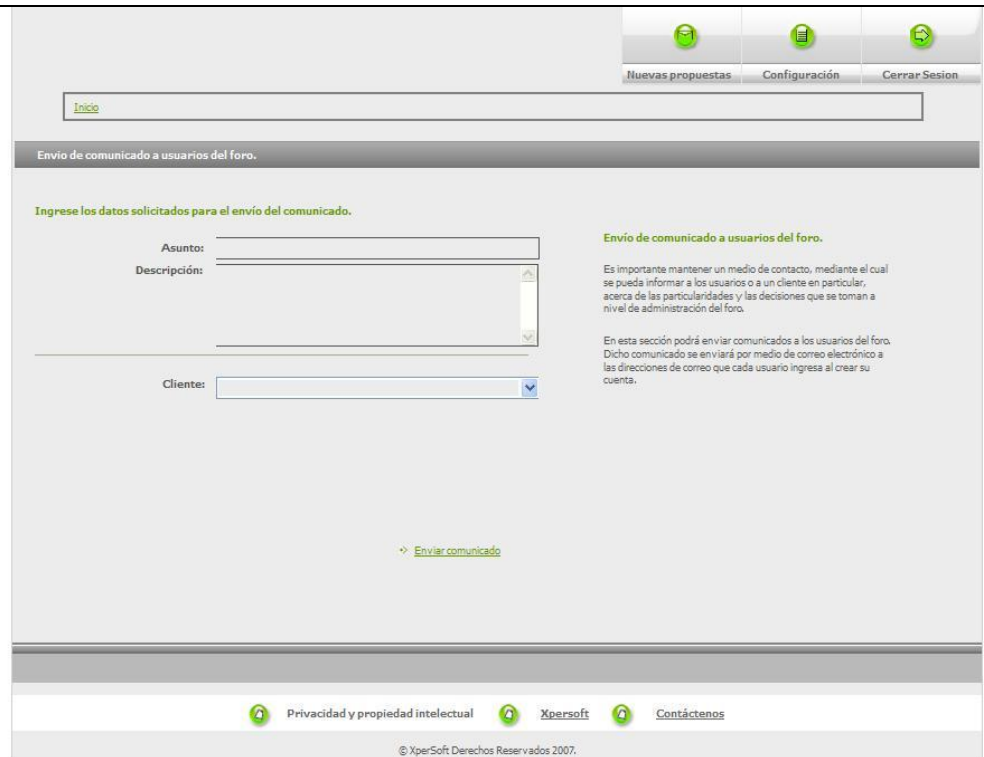 Nuevas propuestas Configuración Cerrar Sesion
Inicio
Envio de comunicado a usuarios del foro.
Ingrese los datos solicitados para el envío del comunicado.
Asunto:
Descripción:
Cliente:
Enviar comunicado
Envío de comunicado a usuarios del foro.
Es importante mantener un medio de contacto, mediante el cual
se pueda informar a los usuarios o a un cliente en particular,
acerca de las particularidades y las decisiones que se toman a
nivel de administración del foro.
En esta sección podrá enviar comunicados a los usuarios del foro.
Dicho comunicado se enviará por medio de correo electrónico a
las direcciones de correo que cada usuario ingresa al crear su
cuenta.
Privacidad y propiedad intelectual Xpersoft Contáctenos
© XperSoft Derechos Reservados 2007.